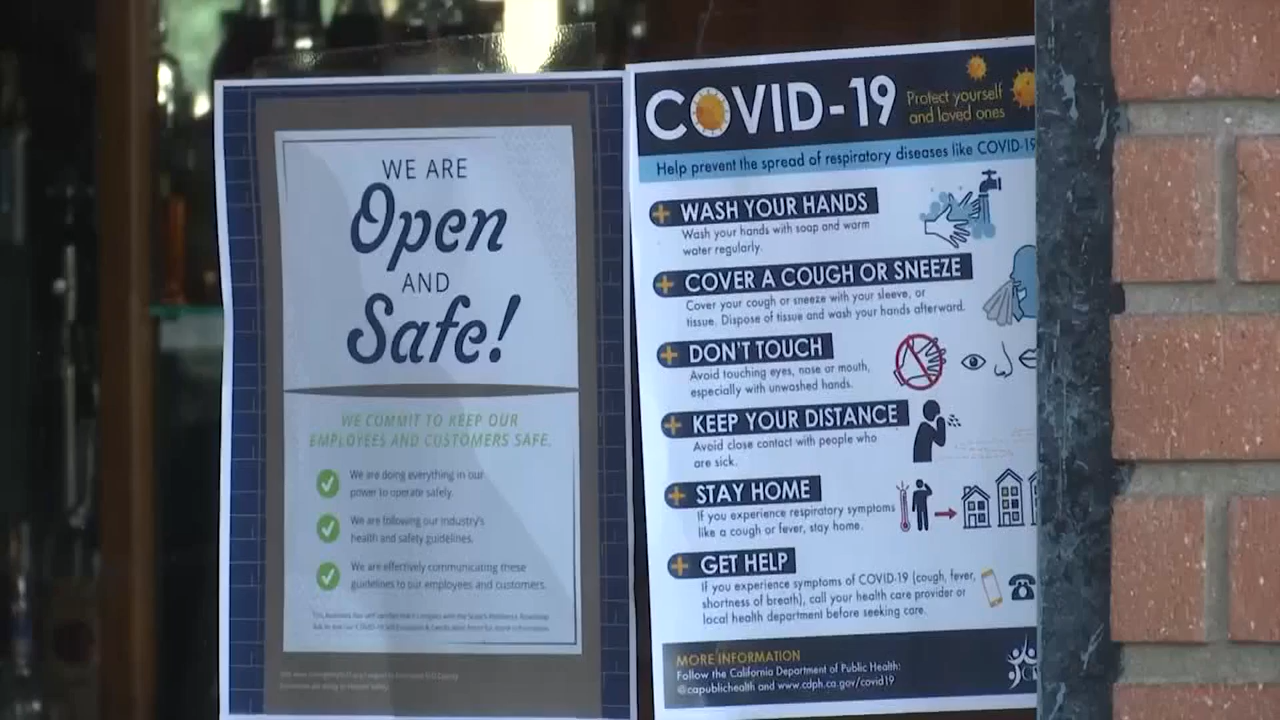 WE ARE
Open
AND
Safe!
WE COMMIT TO KEEP OUR
EMPLOYEES AND CUSTOMERS SAFE.
We are doing everything in our
power to operate safely.
We are following our industry's
health and safety guidelines.
We are effectively communicating these
guidelines to our employees and customers.
COVID-19
Protect yourself
and loved ones
Help prevent the spread of respiratory diseases like COVID-19
WASH YOUR HANDS
Wash your hands with soap and warm
water regularly.
COVER A COUGH OR SNEEZE
Cover your cough or sneeze with your sleeve, or
tissue. Dispose of tissue and wash your hands afterward.
DON'T TOUCH
Avoid touching eyes, nose or mouth,
especially with unwashed hands.
KEEP YOUR DISTANCE
Avoid close contact with people who
are sick.
STAY HOME
If you experience respiratory symptoms
like a cough or fever, stay home.
GET HELP
If you experience symptoms of COVID-19 (cough, fever,
shortness of breath), call your health care provider or
local health department before seeking care.
MORE INFORMATION
Follow the California Department of Public Health:
@capublichealth and www.cdph.ca.gov/covid19